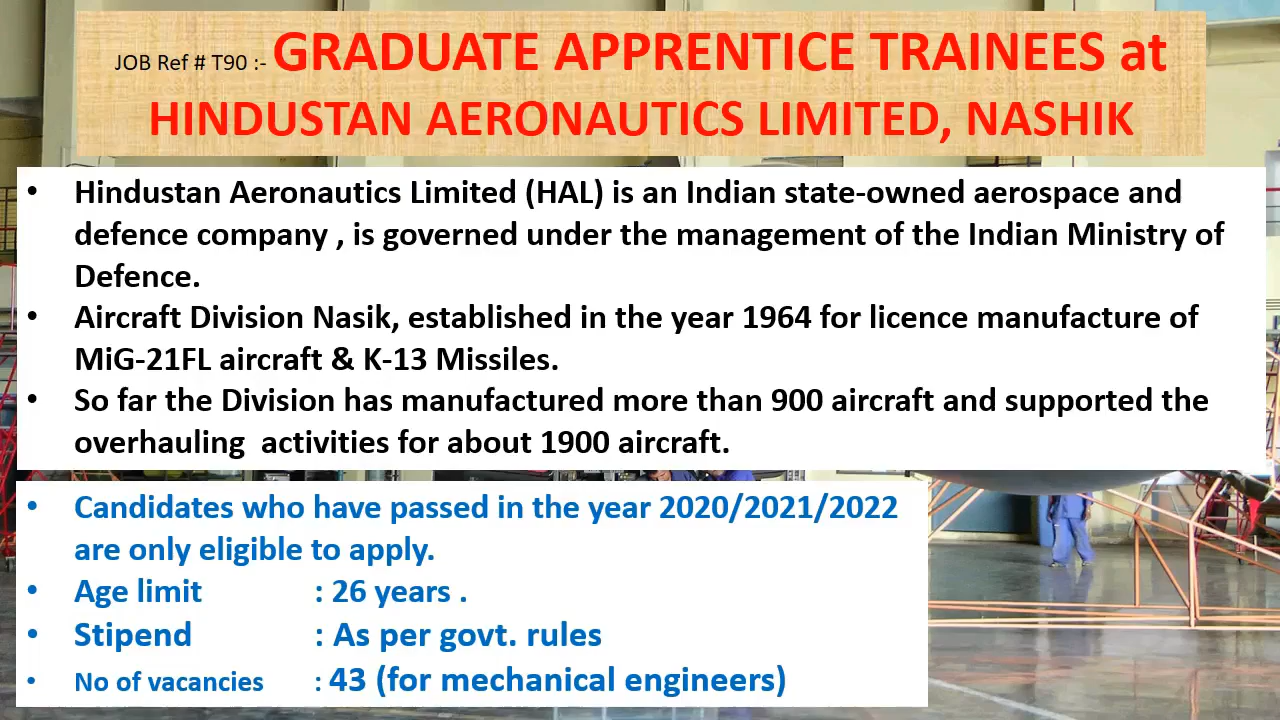 JOB Ref # T90 :- GRADUATE APPRENTICE TRAINEES at
HINDUSTAN AERONAUTICS LIMITED, NASHIK
• Hindustan Aeronautics Limited (HAL) is an Indian state-owned aerospace and
defence company , is governed under the management of the Indian Ministry of
Defence.
• Aircraft Division Nasik, established in the year 1964 for licence manufacture of
MiG-21FL aircraft & K-13 Missiles.
• So far the Division has manufactured more than 900 aircraft and supported the
overhauling activities for about 1900 aircraft.
• Candidates who have passed in the year 2020/2021/2022
are only eligible to apply.
• Age limit : 26 years .
• Stipend : As per govt. rules
• No of vacancies : 43 (for mechanical engineers)